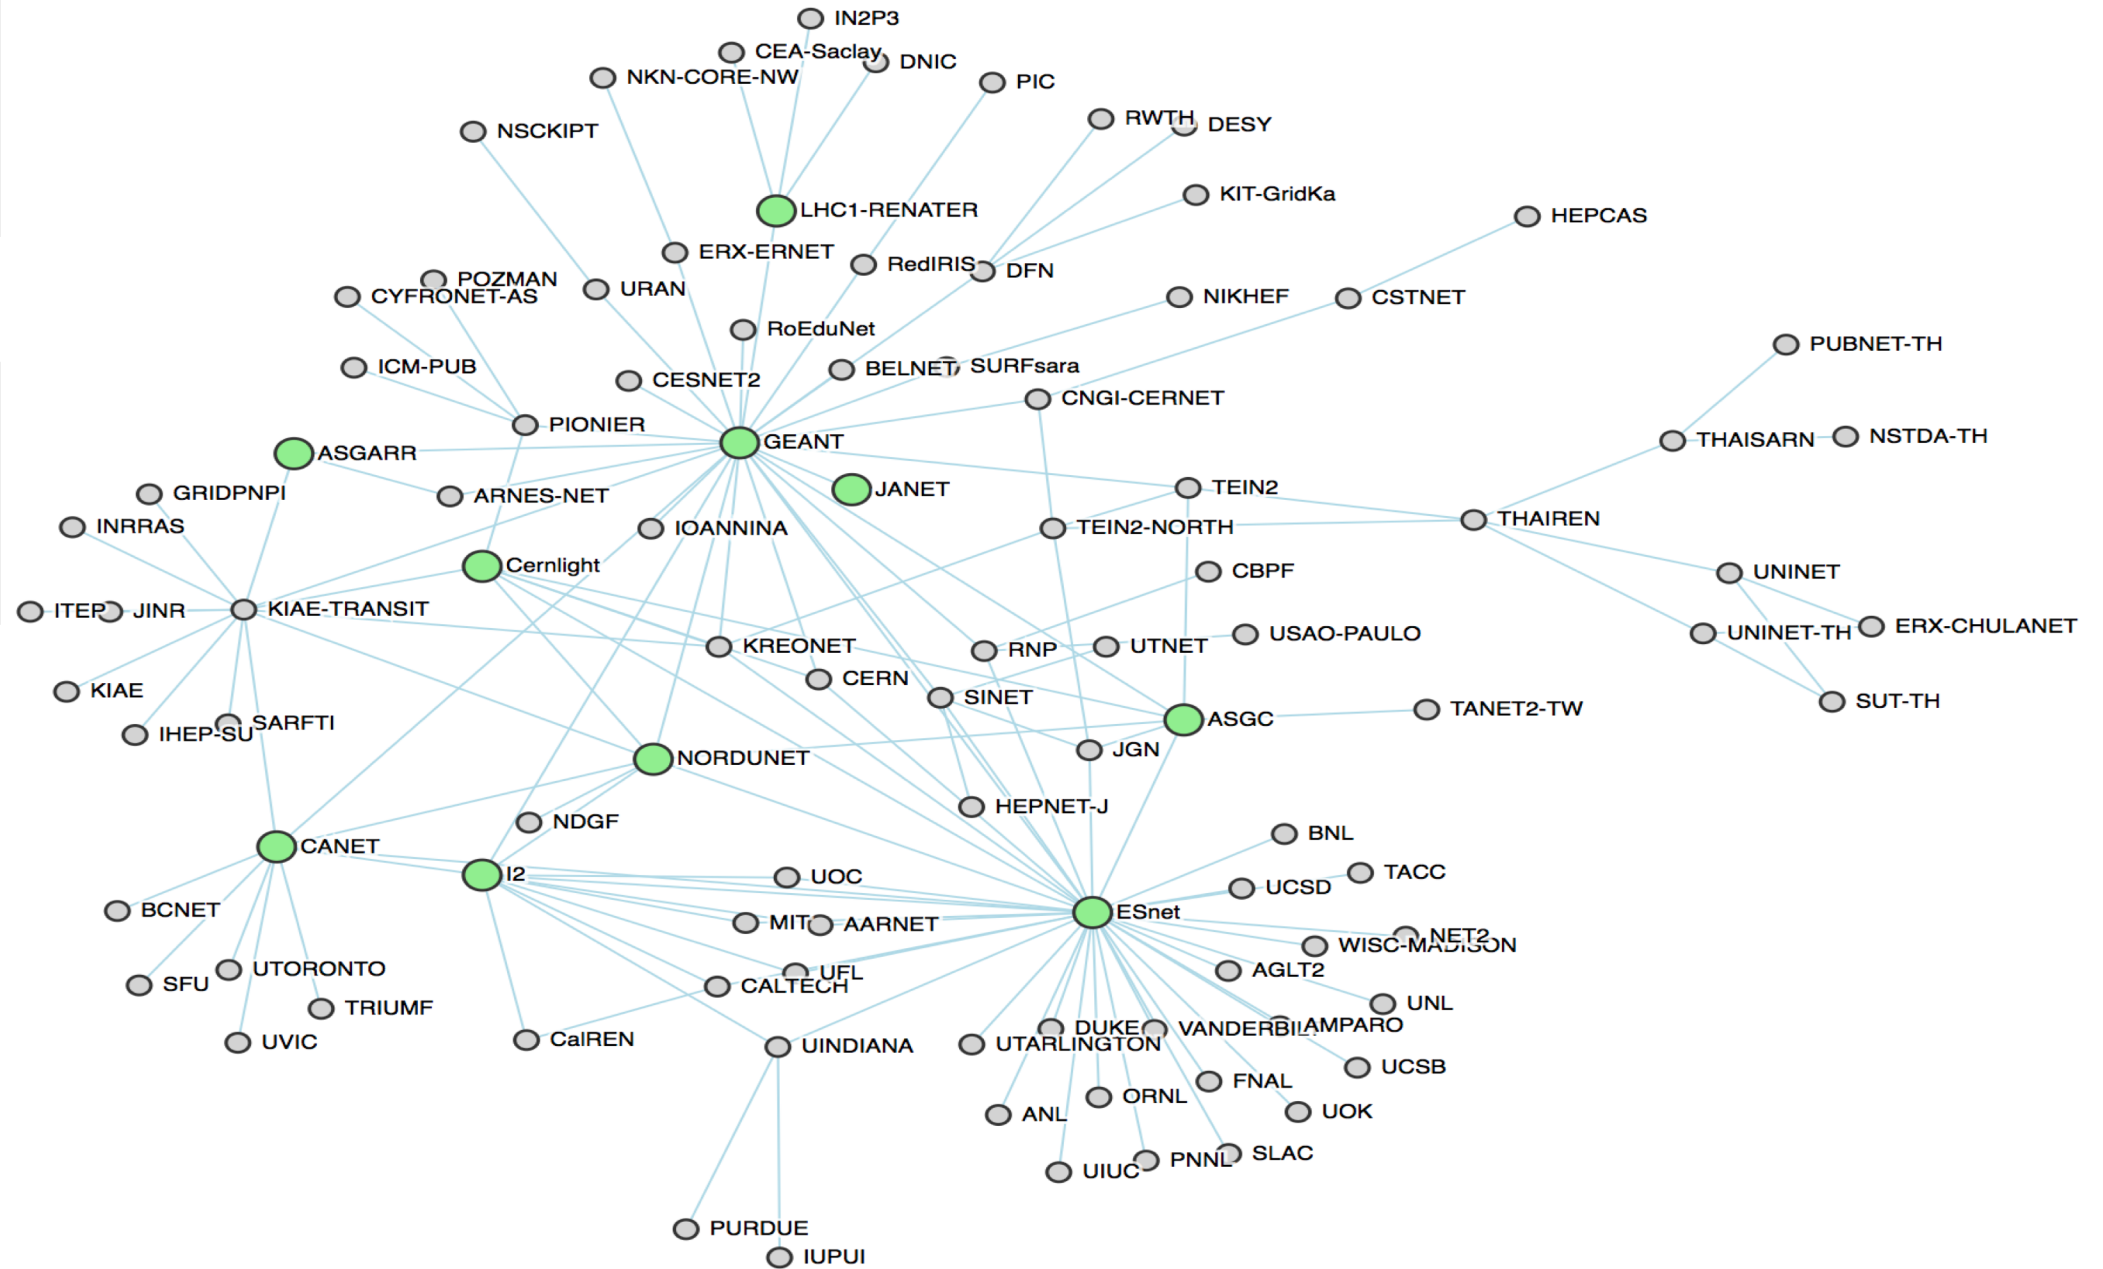 IN2P3
CEA-Saclay
DNIC
NKN-CORE-NW
PIC
RWTH
DESY
NSCKIPT
KIT-GridKa
LHC1-RENATER
HEPCAS
ERX-ERNET
RedIRIS
DFN
POZMAN
URAN
CYFRONET-AS
NIKHEF
CSTNET
RoEduNet
PUBNET-TH
ICM-PUB
BELNET
SURFsara
CESNET2
CNGI-CERNET
PIONIER
GEANT
THAISARN
NSTDA-TH
ASGARR
JANET
TEIN2
GRIDPNPI
ARNES-NET
THAIREN
INRRAS
IOANNINA
TEIN2-NORTH
Cernlight
CBPF
UNINET
ITEP
JINR
KIAE-TRANSIT
ERX-CHULANET
USAO-PAULO
UNINET-TH
KREONET
RNP
UTNET
CERN
KIAE
SINET
SUT-TH
TANET2-TW
ASGC
SARFTI
IHEP-SU
JGN
NORDUNET
HEPNET-J
NDGF
BNL
CANET
I2
UOC
TACC
UCSD
BCNET
ESnet
MIT
AARNET
NET2
WISC-MADISON
UTORONTO
UFL
AGLT2
SFU
CALTECH
UNL
TRIUMF
AMPARO
DUKE
UVIC
CalREN
UINDIANA
UTARLINGTON
UCSB
FNAL
ORNL
UOK
ANL
SLAC
PNNL
UIUC
PURDUE
IUPUI